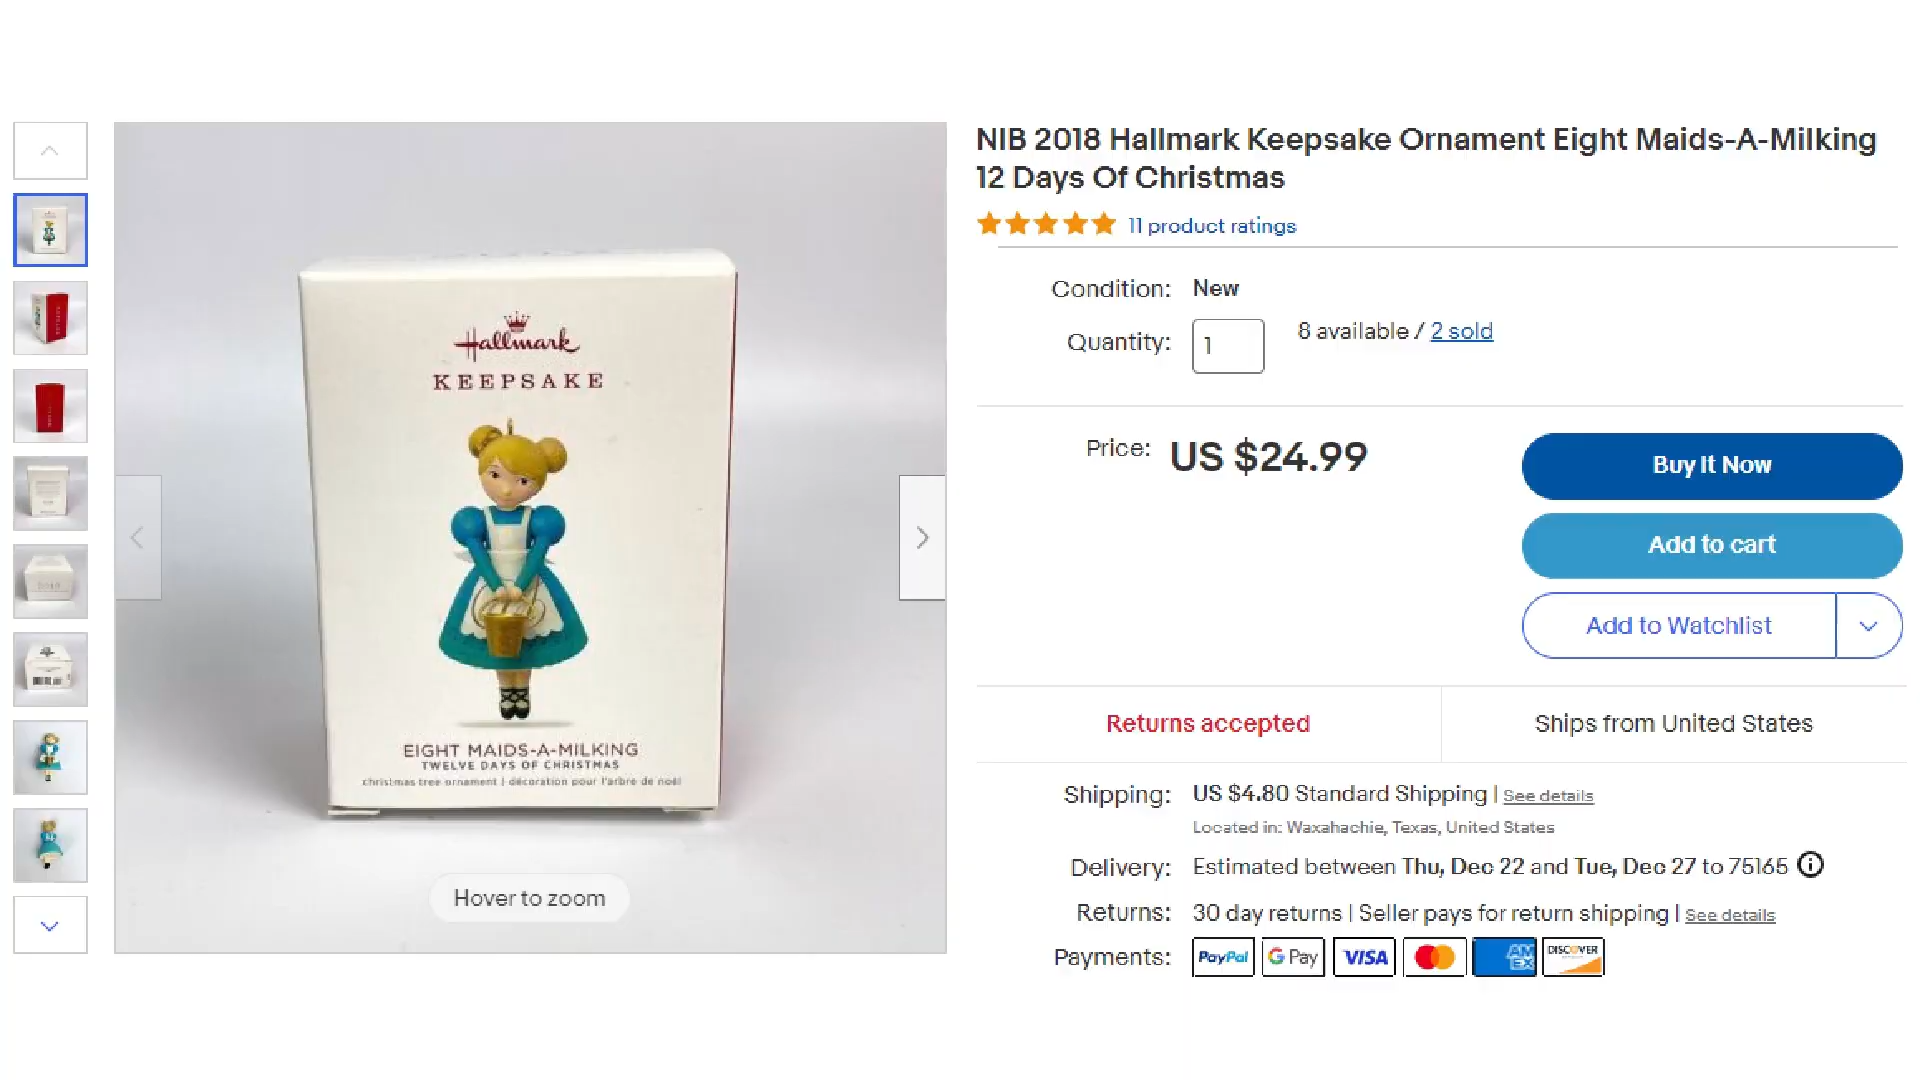 NIB 2018 Hallmark Keepsake Ornament Eight Maids-A-Milking
12 Days Of Christmas
11 product ratings
Condition: New
Quantity: 1 8 available / 2 sold
Price: US $24.99
Buy It Now
Add to cart
Add to Watchlist
Returns accepted
Ships from United States
Shipping: US $4.80 Standard Shipping | See details
Located in: Waxahachie, Texas, United States
Delivery: Estimated between Thu, Dec 22 and Tue, Dec 27 to 75165
Returns: 30 day returns | Seller pays for return shipping | See details
Payments: PayPal G Pay VISA AM EX DISCOVER
Hallmark
KEEPSAKE
EIGHT MAIDS-A-MILKING
TWELVE DAYS OF CHRISTMAS
christmas tree ornament | décoration pour l'arbre de noël
Hover to zoom